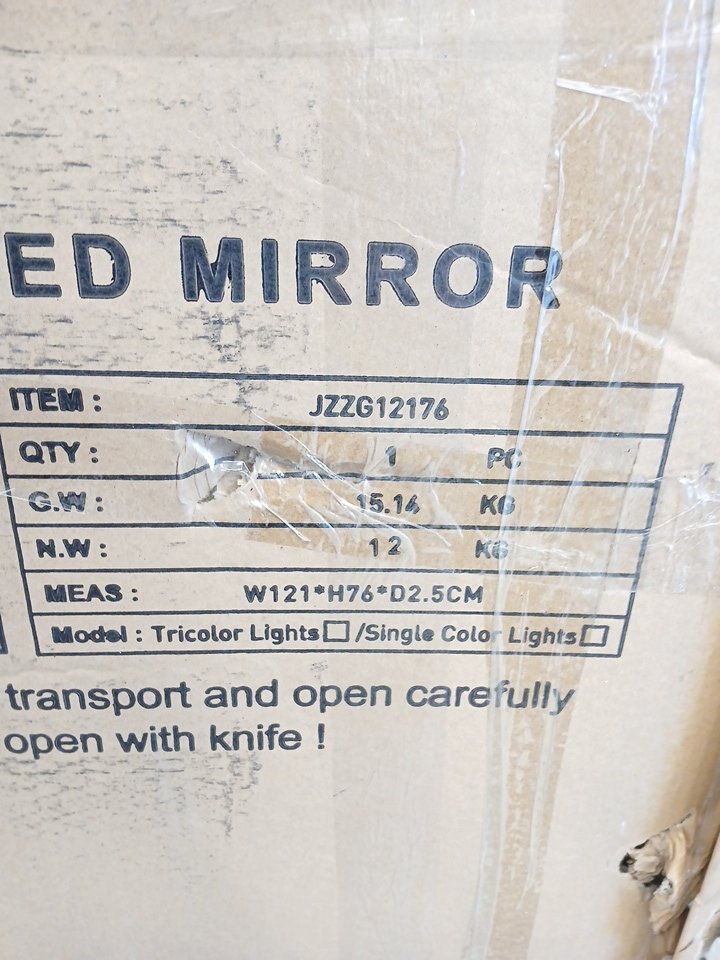 ED MIRROR
ITEM : JZZG12176
QTY : 1 PC
G.W : 15.14 KG
N.W : 12 KG
MEAS : W121*H76*D2.5CM
Model : Tricolor Lights□ /Single Color Lights□
transport and open carefully
open with knife !